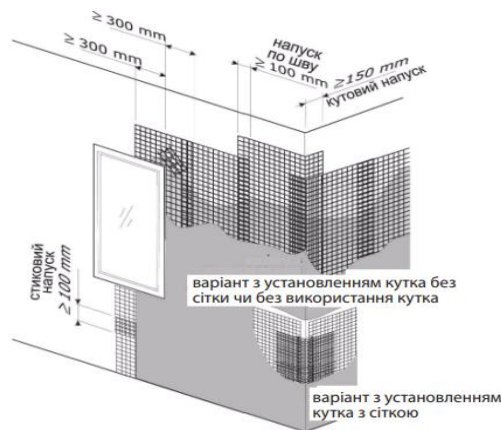 ≥ 300 mm
≥ 300 mm
напуск
по шву
≥ 100 mm
≥150 mm
кутовий напуск
стиковий
напуск
≥ 100 mm
варіант з установленням кутка без
сітки чи без використання кутка
варіант з установленням
кутка з сіткою